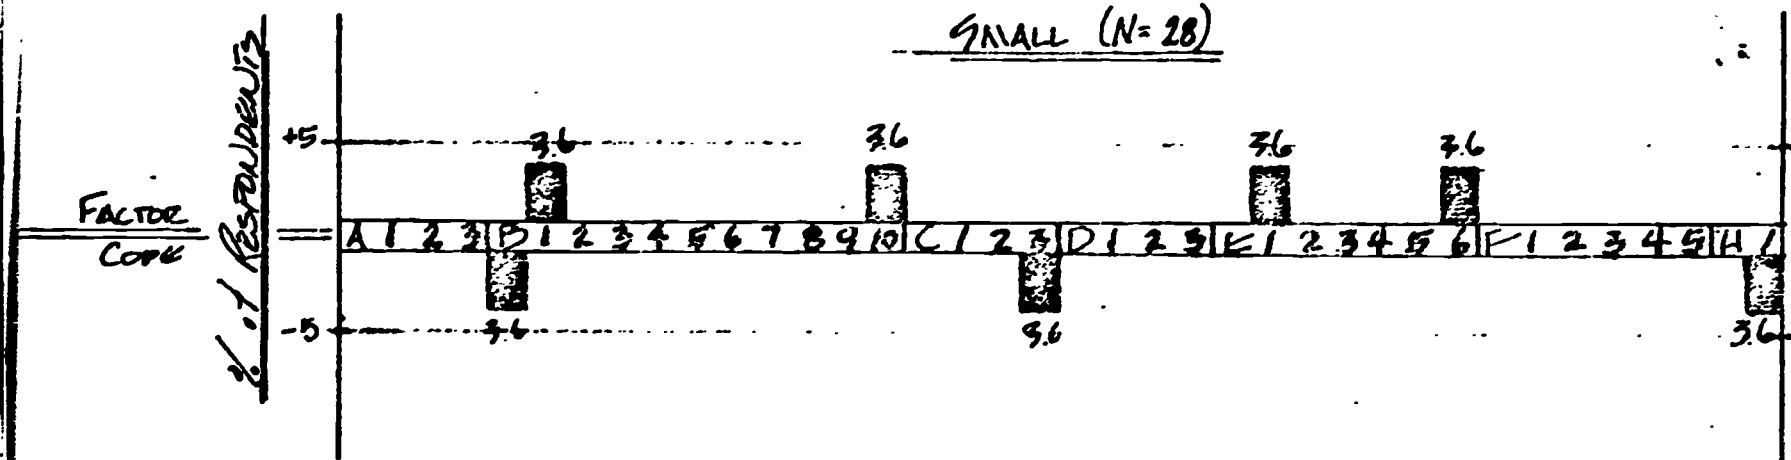 SMALL (N=28)
% of RESPONDENTS
+5
3.6 3.6 3.6 3.6
FACTOR
CODE
A 1 2 3 B 1 2 3 4 5 6 7 8 9 10 C 1 2 3 D 1 2 3 E 1 2 3 4 5 6 F 1 2 3 4 5 H 1
-5
3.6 3.6 3.6